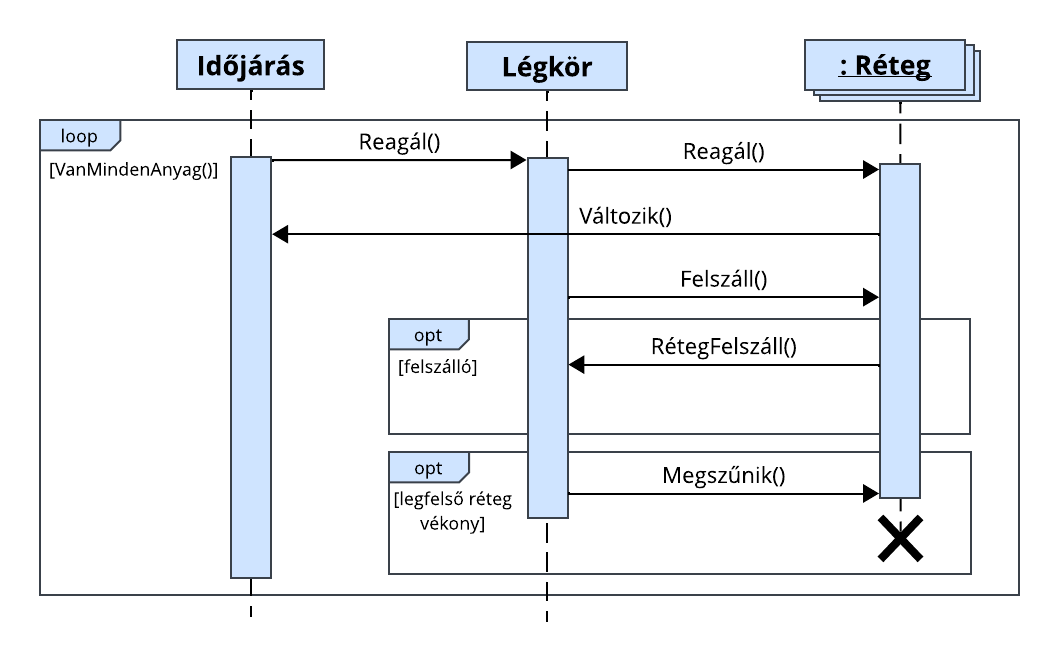 Időjárás
Légkör
: Réteg
loop
[VanMindenAnyag()]
Reagál()
Reagál()
Változik()
Felszáll()
opt
[felszálló]
RétegFelszáll()
opt
[legfelső réteg
vékony]
Megszűnik()